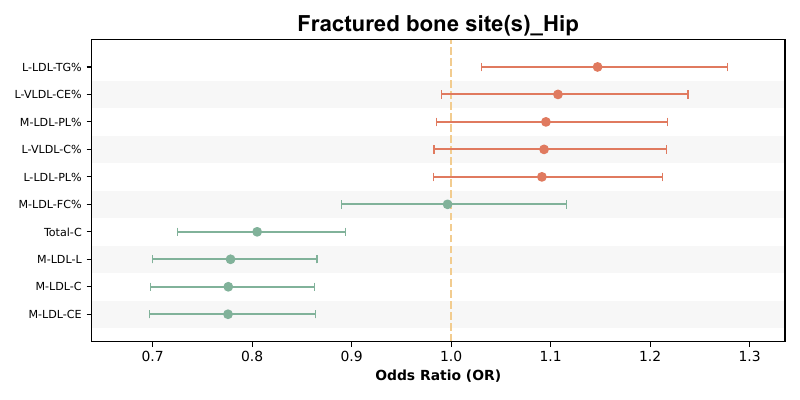 Fractured bone site(s)_Hip
L-LDL-TG%
L-VLDL-CE%
M-LDL-PL%
L-VLDL-C%
L-LDL-PL%
M-LDL-FC%
Total-C
M-LDL-L
M-LDL-C
M-LDL-CE
0.7 0.8 0.9 1.0 1.1 1.2 1.3
Odds Ratio (OR)